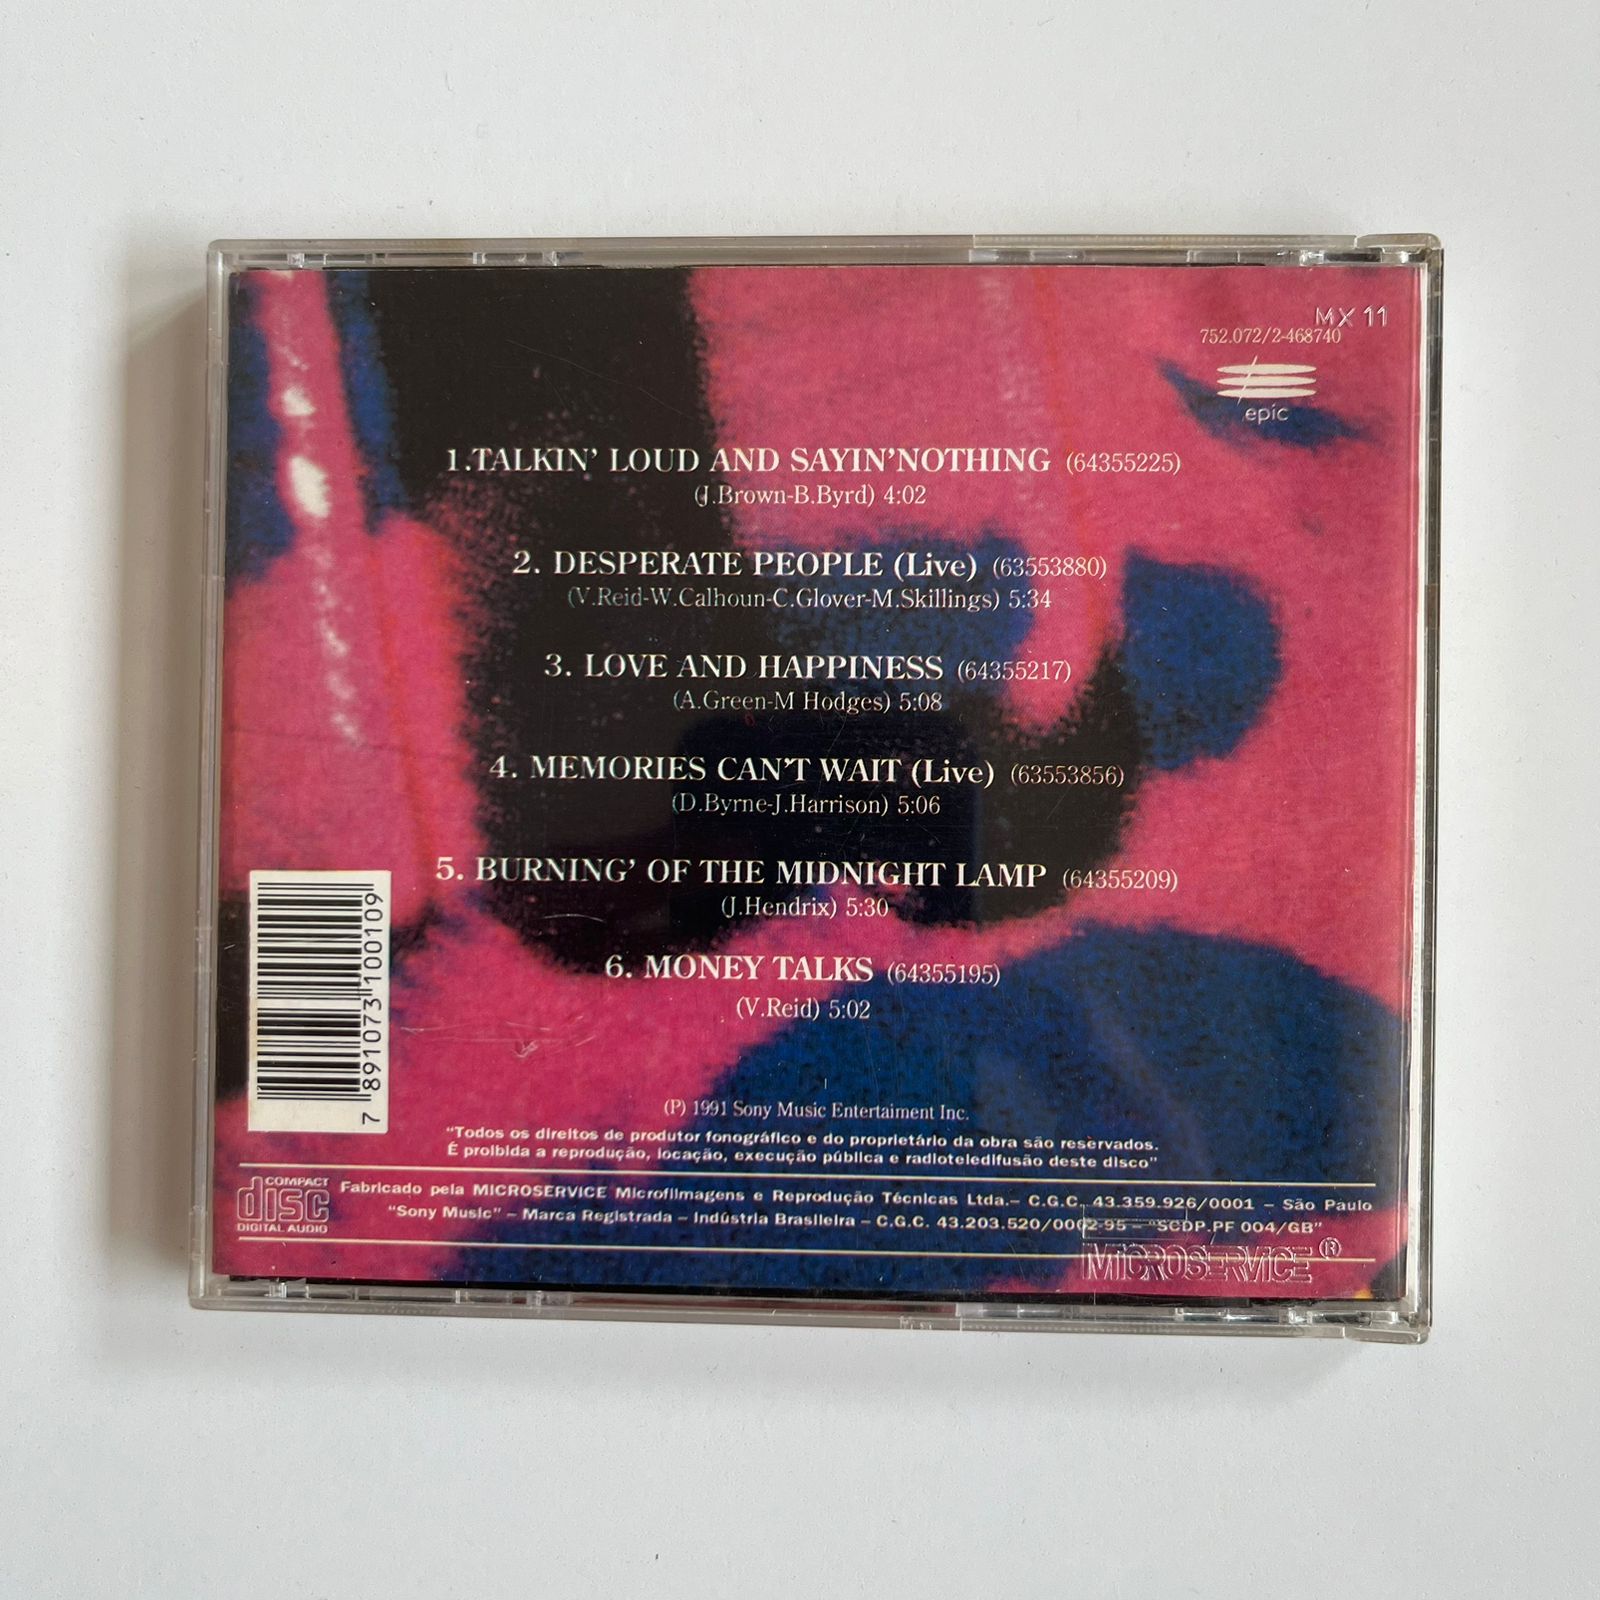 MX 11
752.072/2-468740
epic
1.TALKIN' LOUD AND SAYIN'NOTHING (64355225)
(J.Brown-B.Byrd) 4:02
2. DESPERATE PEOPLE (Live) (63553880)
(V.Reid-W.Calhoun-C.Glover-M.Skillings) 5:34
3. LOVE AND HAPPINESS (64355217)
(A.Green-M Hodges) 5:08
4. MEMORIES CAN'T WAIT (Live) (63553856)
(D.Byrne-J.Harrison) 5:06
5. BURNING' OF THE MIDNIGHT LAMP (64355209)
(J.Hendrix) 5:30
6. MONEY TALKS (64355195)
(V.Reid) 5:02
7 891073 100109
(P) 1991 Sony Music Entertaiment Inc.
"Todos os direitos de produtor fonográfico e do proprietário da obra são reservados.
É proibida a reprodução, locação, execução pública e radioteledifusão deste disco"
COMPACT
disc
DIGITAL AUDIO
Fabricado pela MICROSERVICE Microfilmagens e Reprodução Técnicas Ltda.– C.G.C. 43.359.926/0001 – São Paulo
"Sony Music" – Marca Registrada – Indústria Brasileira – C.G.C. 43.203.520/0002-95 – "SCDP.PF 004/GB"
MICROSERVICE®